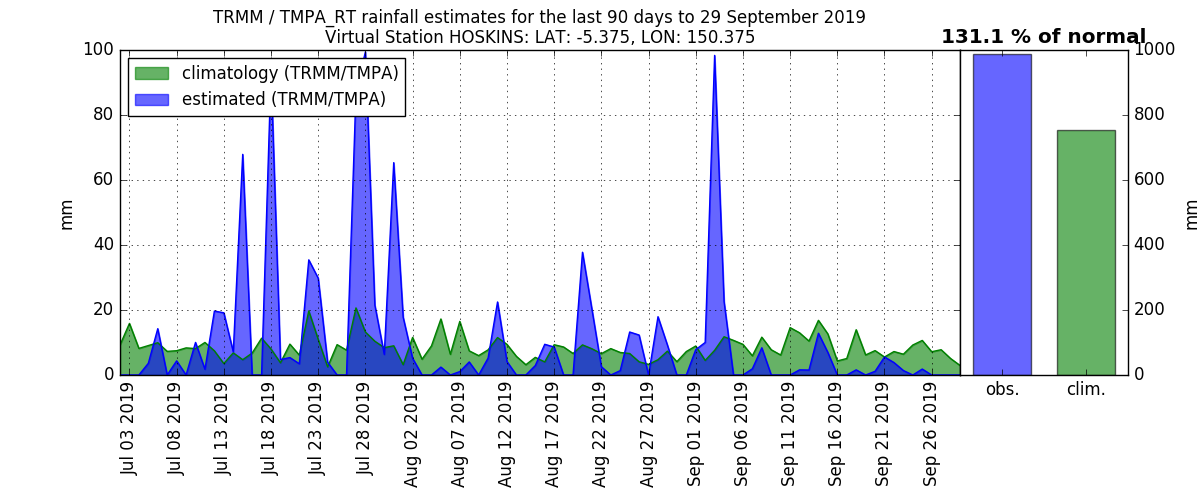 TRMM / TMPA_RT rainfall estimates for the last 90 days to 29 September 2019
Virtual Station HOSKINS: LAT: -5.375, LON: 150.375
131.1 % of normal
climatology (TRMM/TMPA)
estimated (TRMM/TMPA)
100
80
60
40
20
0
mm
Jul 03 2019
Jul 08 2019
Jul 13 2019
Jul 18 2019
Jul 23 2019
Jul 28 2019
Aug 02 2019
Aug 07 2019
Aug 12 2019
Aug 17 2019
Aug 22 2019
Aug 27 2019
Sep 01 2019
Sep 06 2019
Sep 11 2019
Sep 16 2019
Sep 21 2019
Sep 26 2019
obs.
clim.
1000
800
600
400
200
0
mm